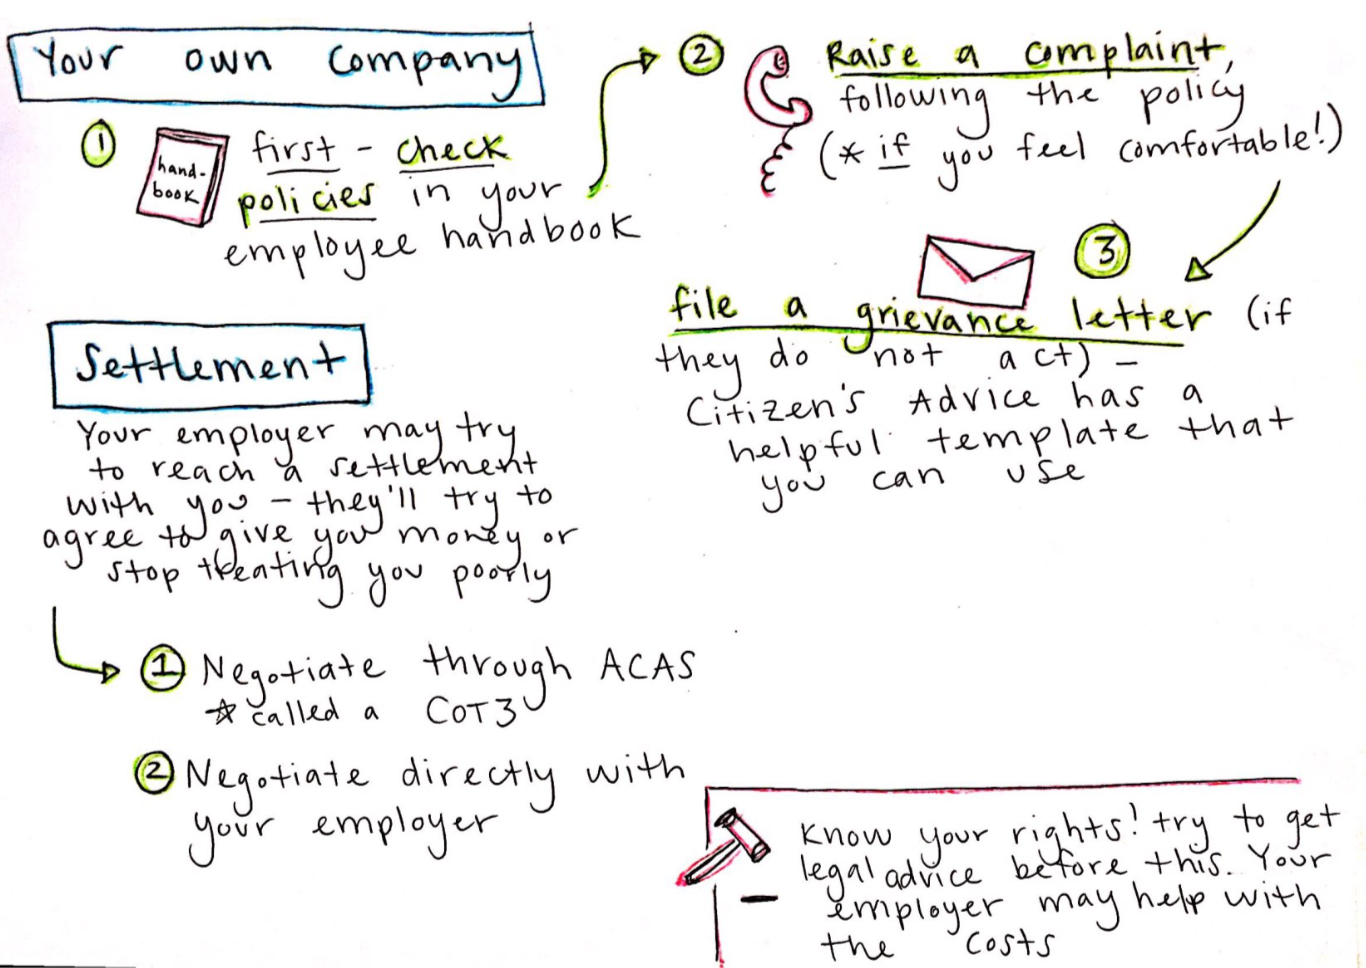 Your own company
1
hand-
book
first - check
policies in your
employee handbook
2
Raise a complaint,
following the policy
(* if you feel comfortable!)
3
file a grievance letter (if
they do not act) -
Citizen's Advice has a
helpful template that
you can use
Settlement
Your employer may try
to reach a settlement
with you - they'll try to
agree to give you money or
stop treating you poorly
1 Negotiate through ACAS
* called a COT3
2 Negotiate directly with
your employer
Know your rights! try to get
legal advice before this. Your
employer may help with
the costs